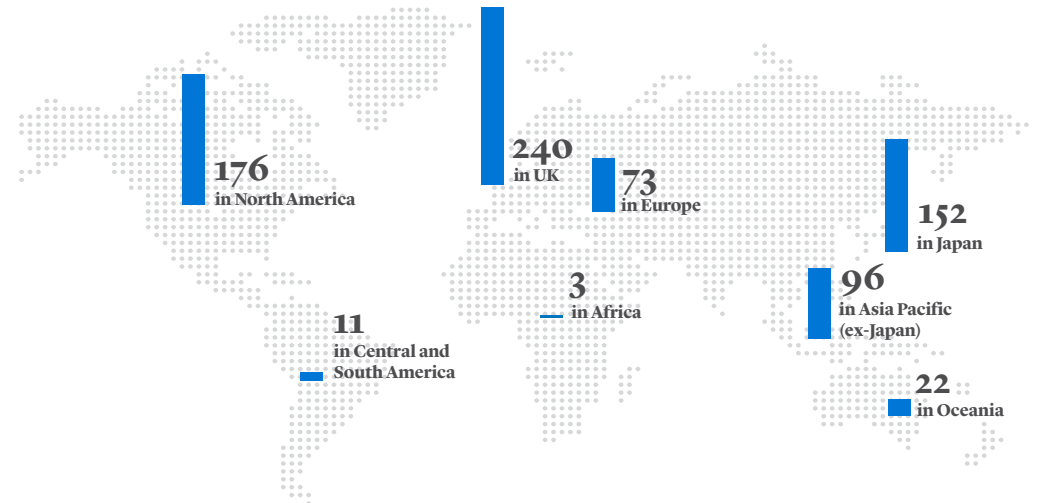 240
in UK
176
in North America
73
in Europe
152
in Japan
3
in Africa
96
in Asia Pacific
(ex-Japan)
11
in Central and
South America
22
in Oceania